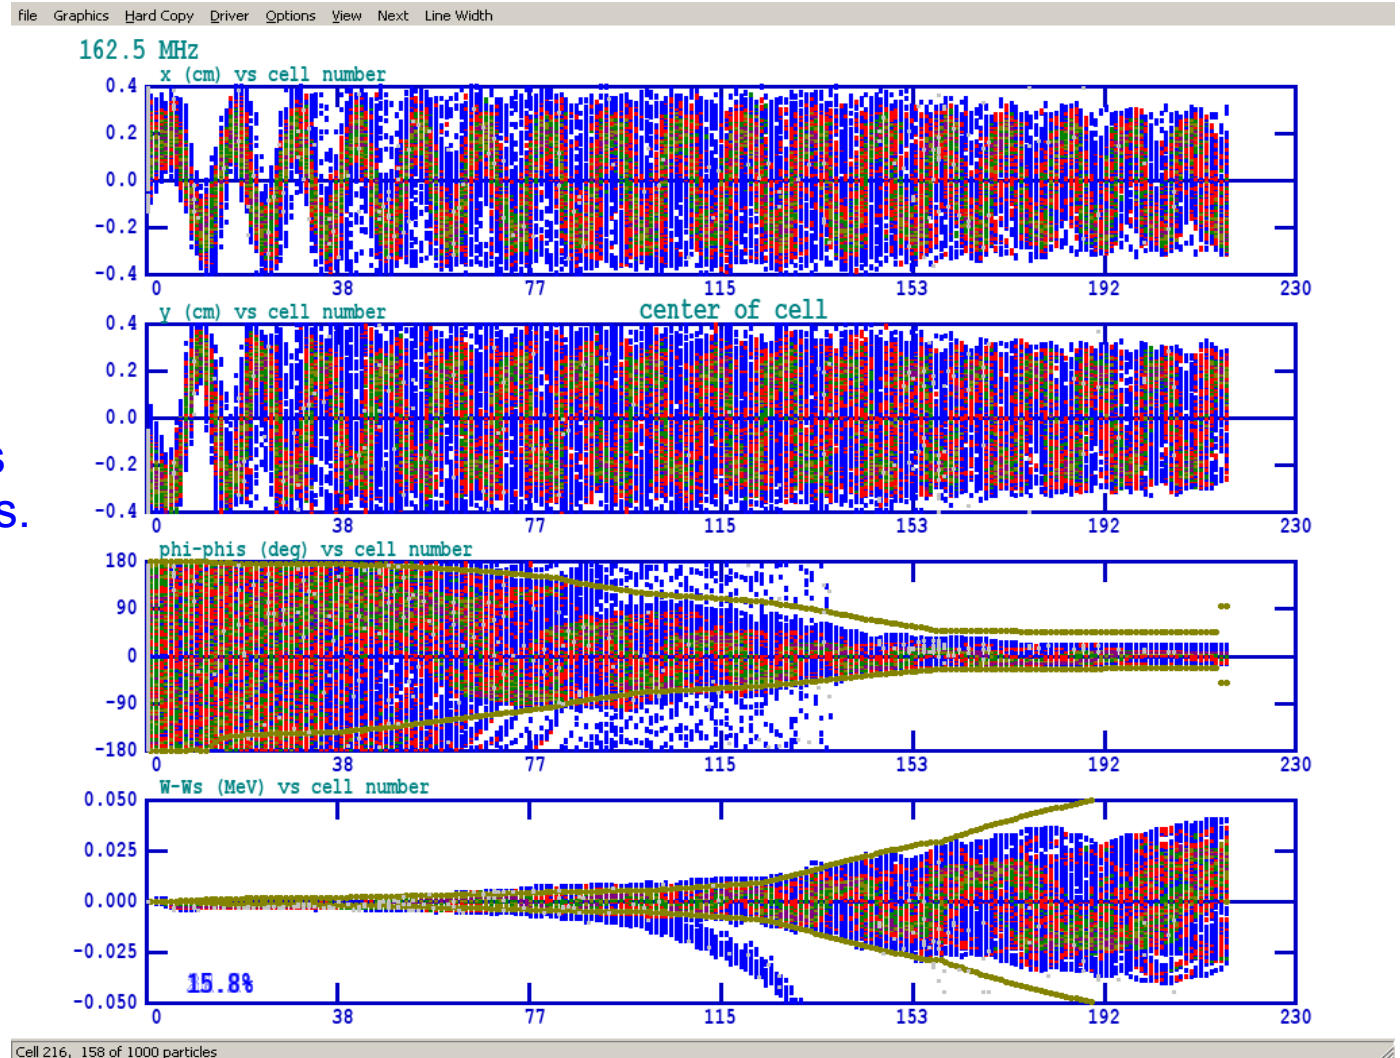 file Graphics Hard Copy Driver Options View Next Line Width
162.5 MHz
x (cm) vs cell number
0.4
0.2
0.0
-0.2
-0.4
0 38 77 115 153 192 230
y (cm) vs cell number center of cell
0.4
0.2
0.0
-0.2
-0.4
0 38 77 115 153 192 230
s
s.
phi-phis (deg) vs cell number
180
90
0
-90
-180
0 38 77 115 153 192 230
W-Ws (MeV) vs cell number
0.050
0.025
0.000
-0.025
-0.050
15.8%
0 38 77 115 153 192 230
Cell 216, 158 of 1000 particles